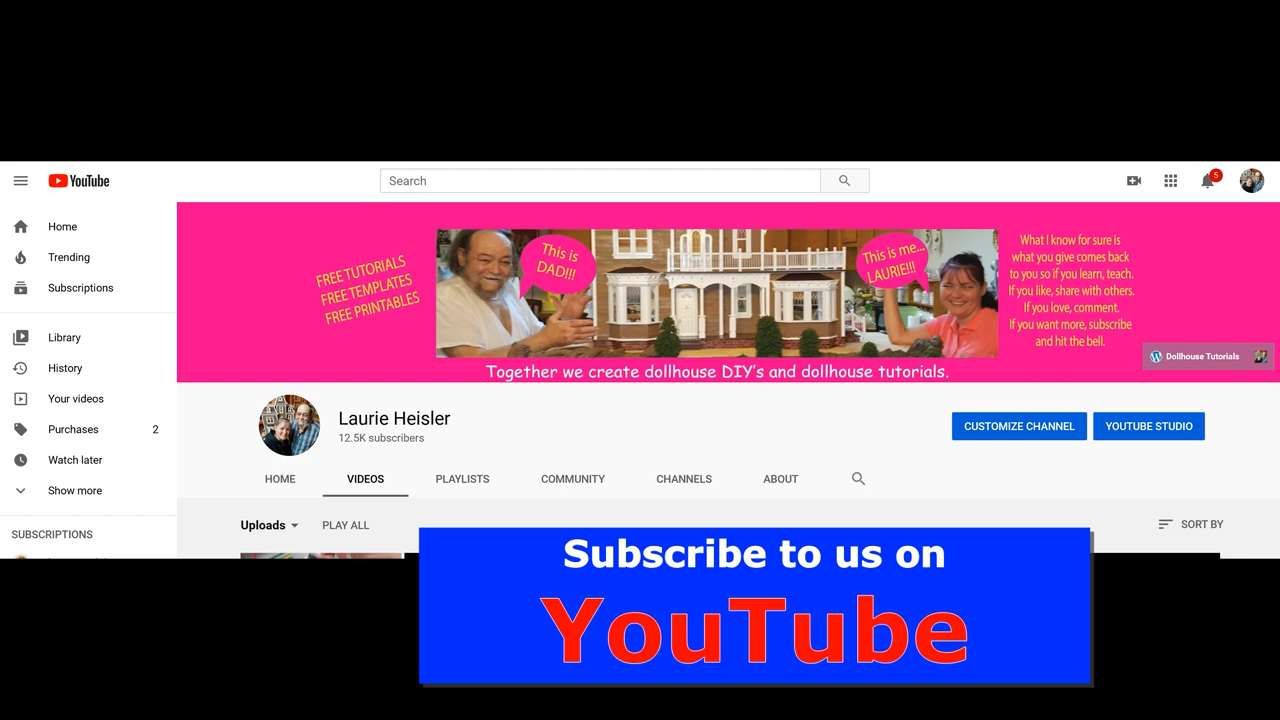 YouTube
Search
5
Home
Trending
Subscriptions
Library
History
Your videos
Purchases 2
Watch later
Show more
SUBSCRIPTIONS
FREE TUTORIALS
FREE TEMPLATES
FREE PRINTABLES
This is
DAD!!!
This is me...
LAURIE!!!
What I know for sure is
what you give comes back
to you so if you learn, teach.
If you like, share with others.
If you love, comment.
If you want more, subscribe
and hit the bell.
Together we create dollhouse DIY's and dollhouse tutorials.
Dollhouse Tutorials
Laurie Heisler
12.5K subscribers
CUSTOMIZE CHANNEL
YOUTUBE STUDIO
HOME VIDEOS PLAYLISTS COMMUNITY CHANNELS ABOUT
Uploads PLAY ALL SORT BY
Subscribe to us on
YouTube